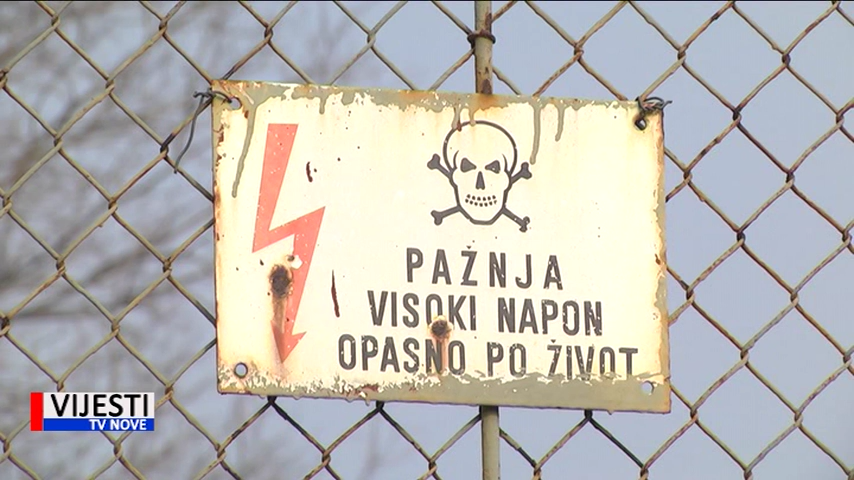 PAŽNJA
VISOKI NAPON
OPASNO PO ŽIVOT
VIJESTI
TV NOVE